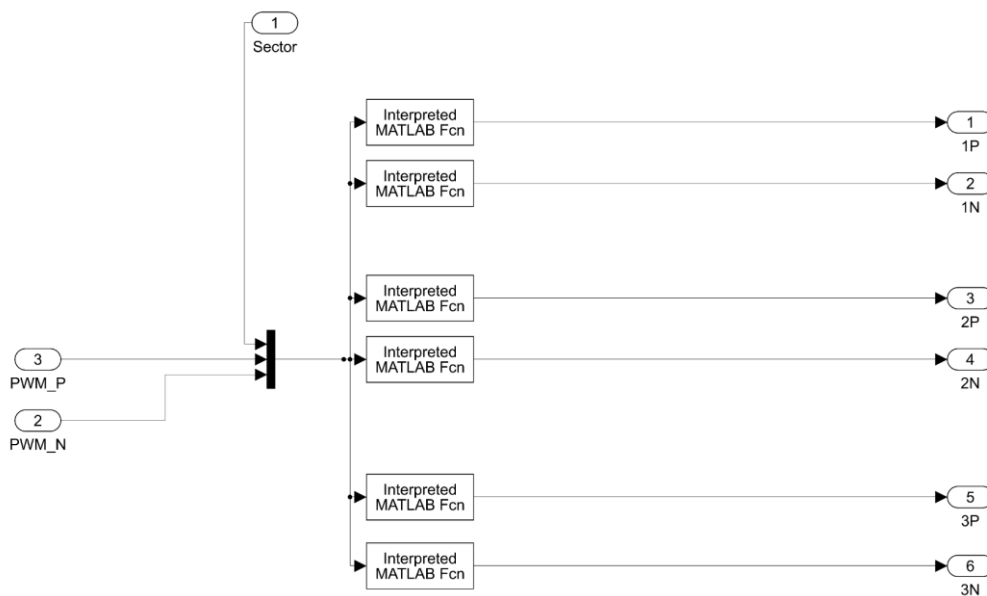 1
Sector
Interpreted
MATLAB Fcn
1
1P
Interpreted
MATLAB Fcn
2
1N
Interpreted
MATLAB Fcn
3
2P
3
PWM_P
Interpreted
MATLAB Fcn
4
2N
2
PWM_N
Interpreted
MATLAB Fcn
5
3P
Interpreted
MATLAB Fcn
6
3N